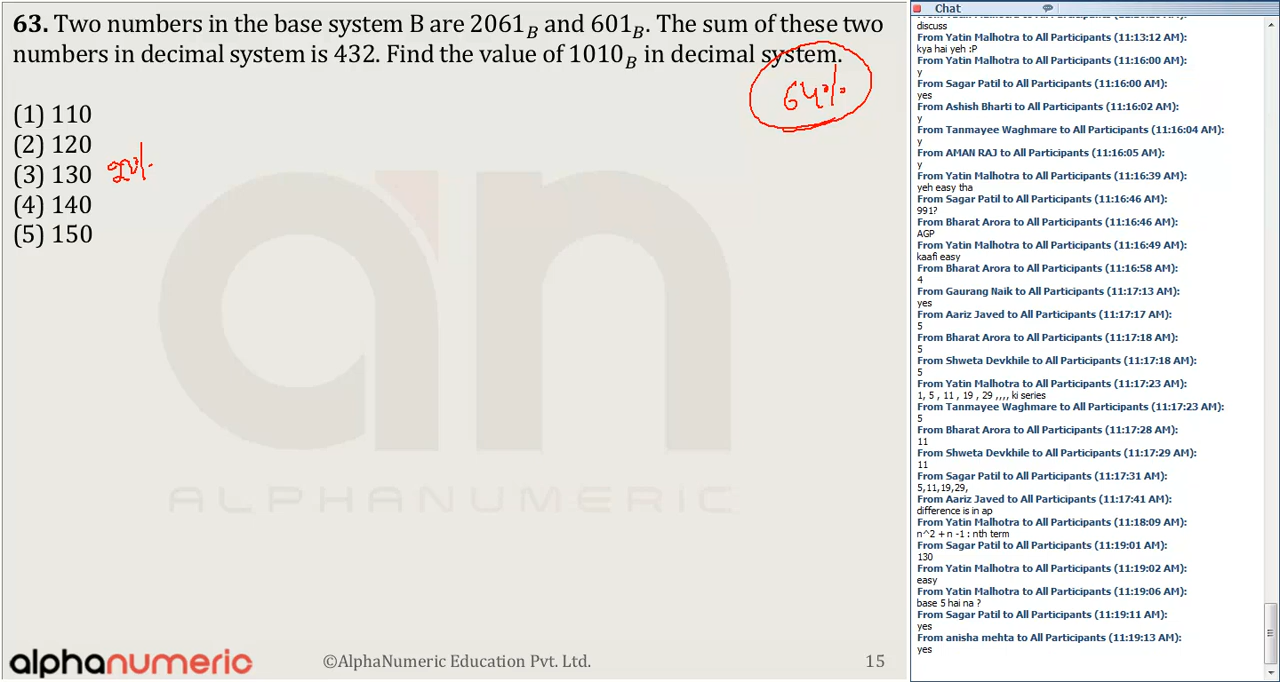 63. Two numbers in the base system B are 2061B and 601B. The sum of these two
numbers in decimal system is 432. Find the value of 1010B in decimal system.
64%
(1) 110
(2) 120
(3) 130
(4) 140
(5) 150
an
ALPHANUMERIC
alphanumeric
©AlphaNumeric Education Pvt. Ltd.
15
Chat
discuss
From Yatin Malhotra to All Participants (11:13:12 AM):
kya hai yeh :P
From Yatin Malhotra to All Participants (11:16:00 AM):
y
From Sagar Patil to All Participants (11:16:00 AM):
yes
From Ashish Bharti to All Participants (11:16:02 AM):
y
From Tanmayee Waghmare to All Participants (11:16:04 AM):
y
From AMAN RAJ to All Participants (11:16:05 AM):
y
From Yatin Malhotra to All Participants (11:16:39 AM):
yeh easy tha
From Sagar Patil to All Participants (11:16:46 AM):
991?
From Bharat Arora to All Participants (11:16:46 AM):
AGP
From Yatin Malhotra to All Participants (11:16:49 AM):
kaafi easy
From Bharat Arora to All Participants (11:16:58 AM):
4
From Gaurang Naik to All Participants (11:17:13 AM):
yes
From Aariz Javed to All Participants (11:17:17 AM):
5
From Bharat Arora to All Participants (11:17:18 AM):
5
From Shweta Devkhile to All Participants (11:17:18 AM):
5
From Yatin Malhotra to All Participants (11:17:23 AM):
1, 5 , 11 , 19 , 29 ,,,, ki series
From Tanmayee Waghmare to All Participants (11:17:23 AM):
5
From Bharat Arora to All Participants (11:17:28 AM):
11
From Shweta Devkhile to All Participants (11:17:29 AM):
11
From Sagar Patil to All Participants (11:17:31 AM):
5,11,19,29,
From Aariz Javed to All Participants (11:17:41 AM):
difference is in ap
From Yatin Malhotra to All Participants (11:18:09 AM):
n^2 + n -1 : nth term
From Sagar Patil to All Participants (11:19:01 AM):
130
From Yatin Malhotra to All Participants (11:19:02 AM):
easy
From Yatin Malhotra to All Participants (11:19:06 AM):
base 5 hai na ?
From Sagar Patil to All Participants (11:19:11 AM):
yes
From anisha mehta to All Participants (11:19:13 AM):
yes